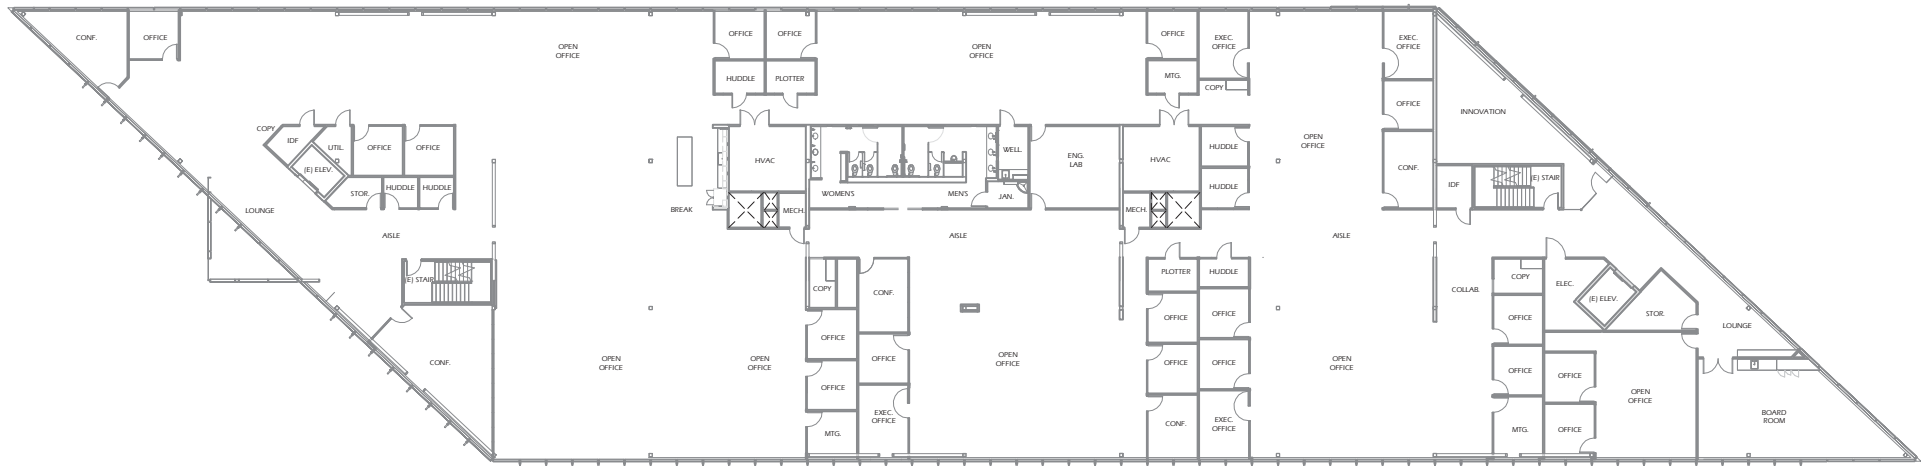 CONF.
OFFICE
OPEN
OFFICE
OFFICE
OFFICE
OPEN
OFFICE
OFFICE
EXEC.
OFFICE
EXEC.
OFFICE
HUDDLE
PLOTTER
MTG.
COPY
OFFICE
INNOVATION
COPY
IDF
UTIL.
OFFICE
OFFICE
(E) ELEV.
STOR.
HUDDLE
HUDDLE
HVAC
WELL.
ENG.
LAB
HVAC
HUDDLE
HUDDLE
OPEN
OFFICE
CONF.
IDF
(E) STAIR
LOUNGE
BREAK
MECH.
WOMEN'S
MEN'S
JAN.
MECH.
AISLE
AISLE
AISLE
(E) STAIR
COPY
CONF.
PLOTTER
HUDDLE
COLLAB.
COPY
ELEC.
(E) ELEV.
STOR.
LOUNGE
OFFICE
OFFICE
OFFICE
OFFICE
CONF.
OPEN
OFFICE
OPEN
OFFICE
OFFICE
OPEN
OFFICE
OFFICE
OFFICE
OPEN
OFFICE
OFFICE
OFFICE
OFFICE
OPEN
OFFICE
MTG.
EXEC.
OFFICE
CONF.
EXEC.
OFFICE
MTG.
OFFICE
BOARD
ROOM